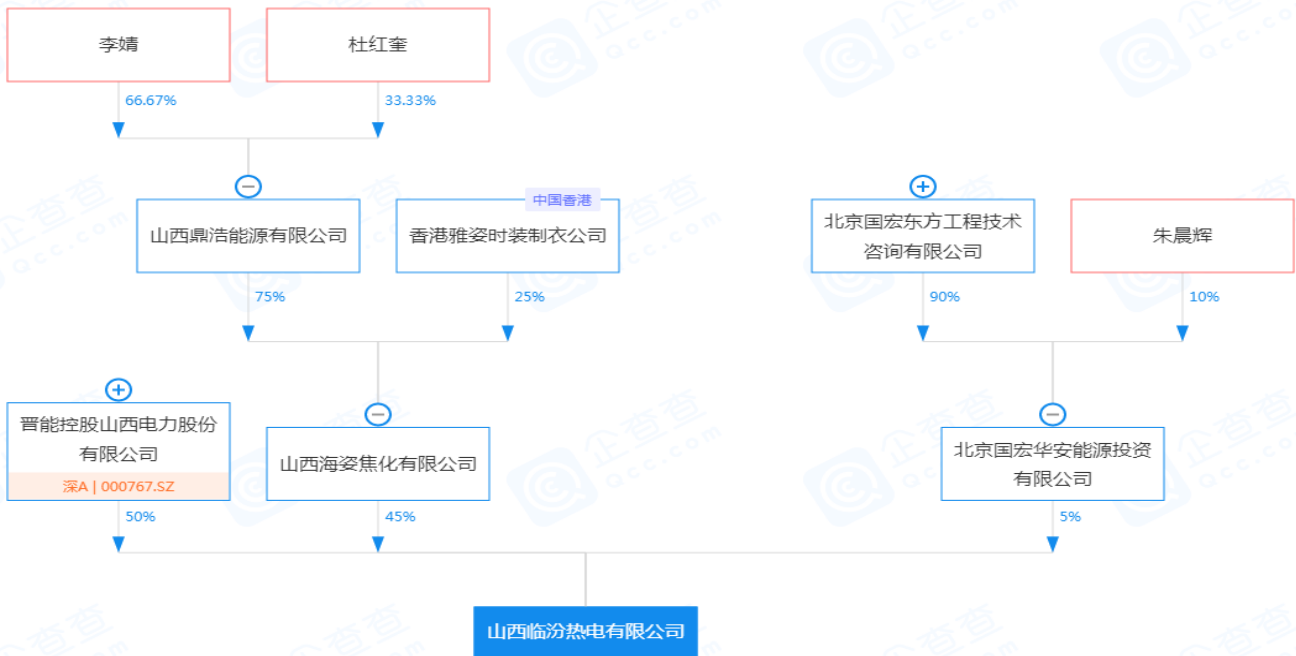 李婧
杜红奎
66.67%
33.33%
中国香港
山西鼎浩能源有限公司
香港雅姿时装制衣公司
北京国宏东方工程技术
咨询有限公司
朱晨辉
75%
25%
90%
10%
晋能控股山西电力股份
有限公司
深A | 000767.SZ
山西海姿焦化有限公司
北京国宏华安能源投资
有限公司
50%
45%
5%
山西临汾热电有限公司
企查查
Qcc.com